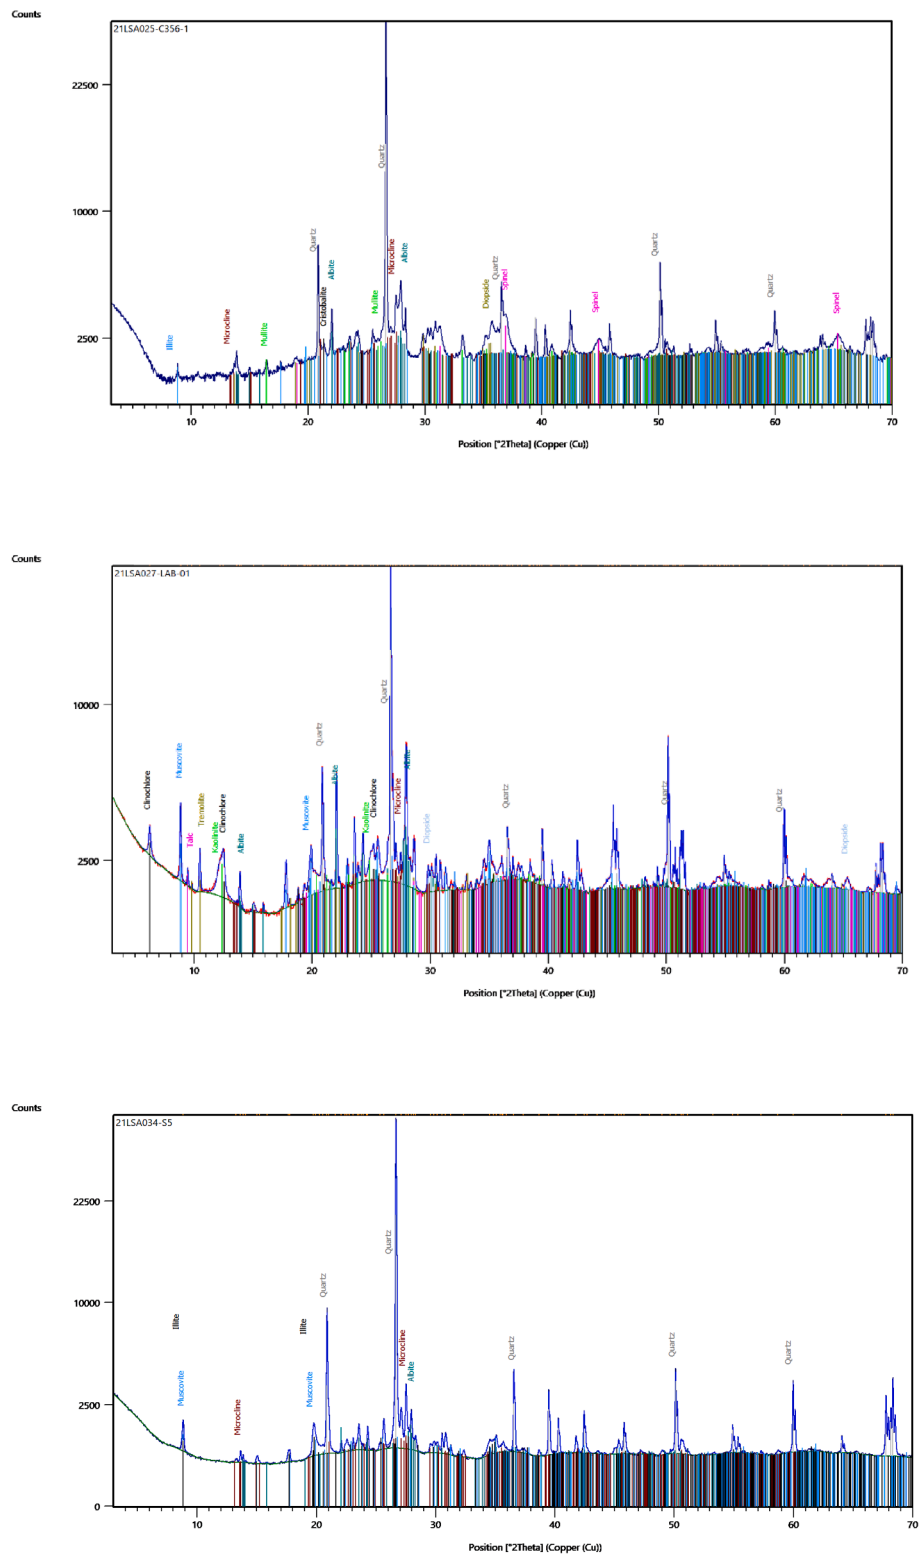 Counts
21LSA025-C356-1
22500
10000
2500
Illite
Microcline
Mullite
Quartz
Cristobalite
Albite
Mullite
Quartz
Microcline
Albite
Diopside
Quartz
Spinel
Spinel
Quartz
Quartz
Spinel
10 20 30 40 50 60 70
Position [°2Theta] (Copper (Cu))
Counts
21LSA027-LAB-01
10000
2500
Clinochlore
Muscovite
Talc
Tremolite
Kaolinite
Clinochlore
Albite
Muscovite
Quartz
Albite
Kaolinite
Clinochlore
Quartz
Microcline
Albite
Diopside
Quartz
Quartz
Quartz
Diopside
10 20 30 40 50 60 70
Position [°2Theta] (Copper (Cu))
Counts
21LSA034-S5
22500
10000
2500
0
Illite
Muscovite
Microcline
Illite
Muscovite
Quartz
Quartz
Microcline
Albite
Quartz
Quartz
Quartz
10 20 30 40 50 60 70
Position [°2Theta] (Copper (Cu))